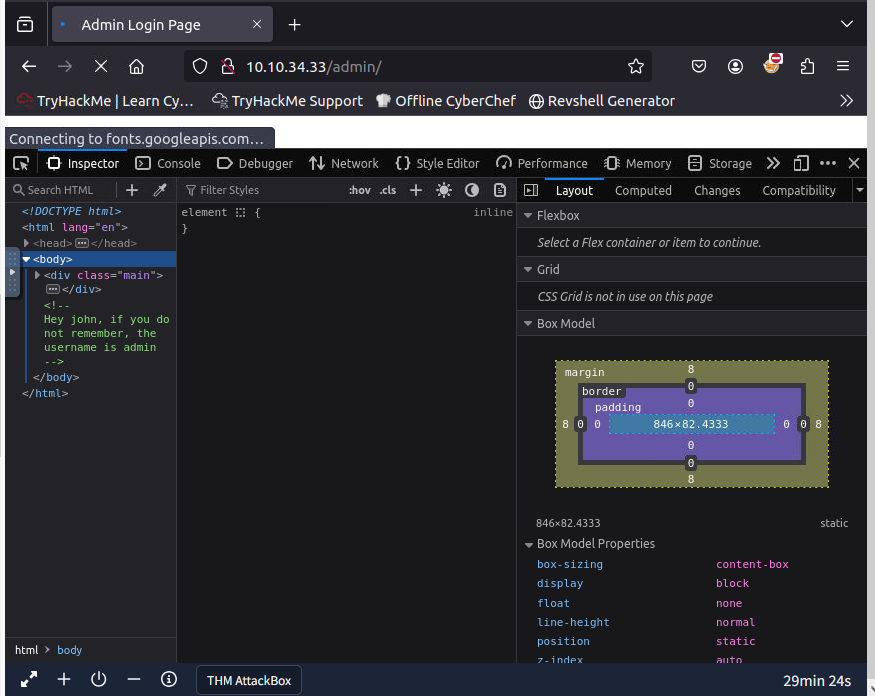 Admin Login Page
10.10.34.33/admin/
TryHackMe | Learn Cy… TryHackMe Support Offline CyberChef Revshell Generator
Connecting to fonts.googleapis.com…
Inspector Console Debugger Network Style Editor Performance Memory Storage
Search HTML Filter Styles :hov .cls Layout Computed Changes Compatibility
<!DOCTYPE html>
<html lang="en">
<head></head>
<body>
<div class="main">
</div>
<!--
Hey john, if you do
not remember, the
username is admin
-->
</body>
</html>
element { inline
}
Flexbox
Select a Flex container or item to continue.
Grid
CSS Grid is not in use on this page
Box Model
margin 8
border 0
padding 0
8 0 0 846×82.4333 0 0 8
0
0
8
846×82.4333 static
Box Model Properties
box-sizing content-box
display block
float none
line-height normal
position static
z-index auto
html > body
THM AttackBox 29min 24s